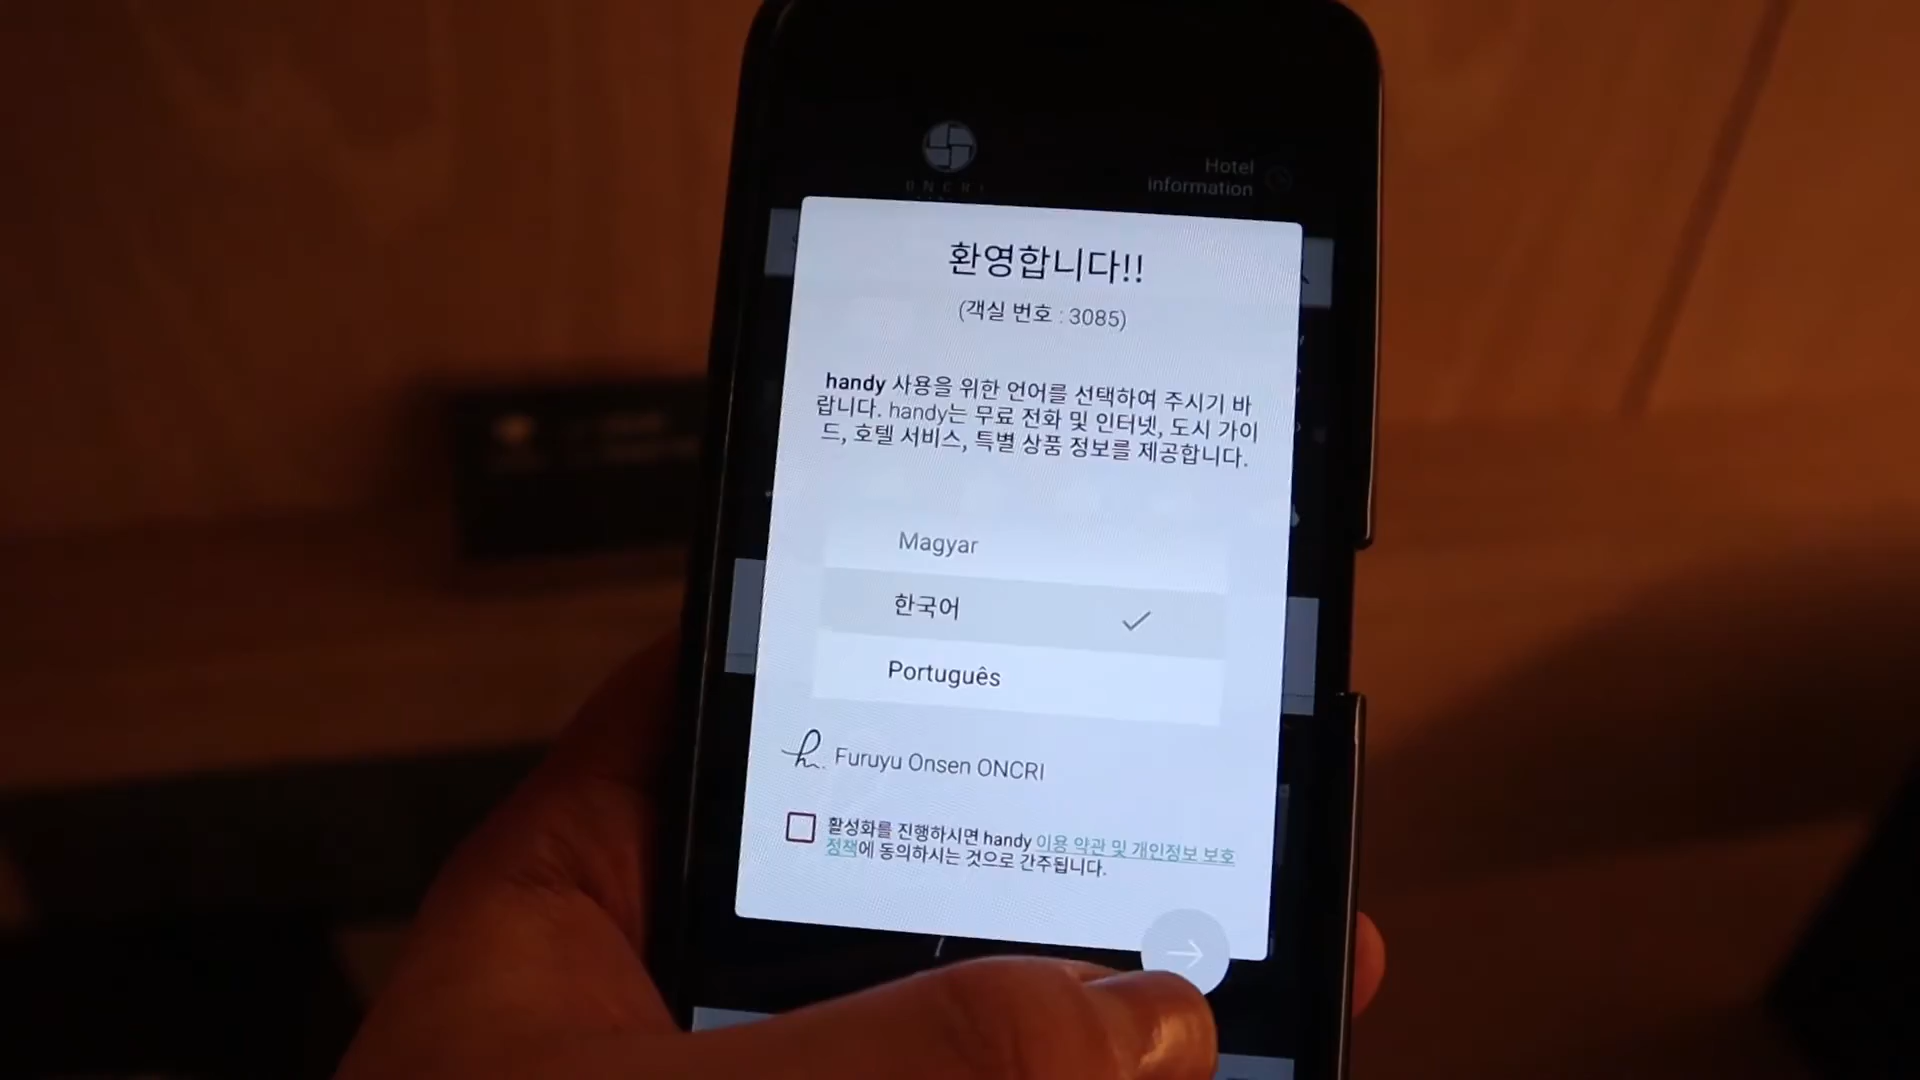 ONCRI
Hotel
information
환영합니다!!
(객실 번호 : 3085)
handy 사용을 위한 언어를 선택하여 주시기 바
랍니다. handy는 무료 전화 및 인터넷, 도시 가이
드, 호텔 서비스, 특별 상품 정보를 제공합니다.
Magyar
한국어
Português
h. Furuyu Onsen ONCRI
활성화를 진행하시면 handy 이용 약관 및 개인정보 보호
정책에 동의하시는 것으로 간주됩니다.